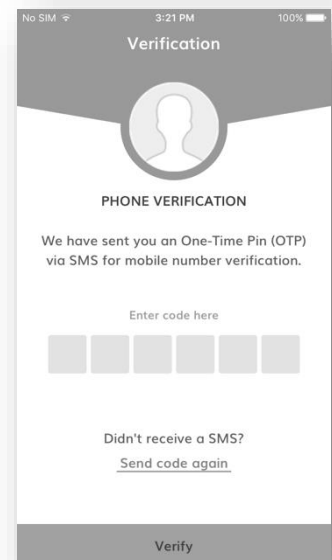 No SIM 3:21 PM 100%
Verification
PHONE VERIFICATION
We have sent you an One-Time Pin (OTP)
via SMS for mobile number verification.
Enter code here
Didn't receive a SMS?
Send code again
Verify